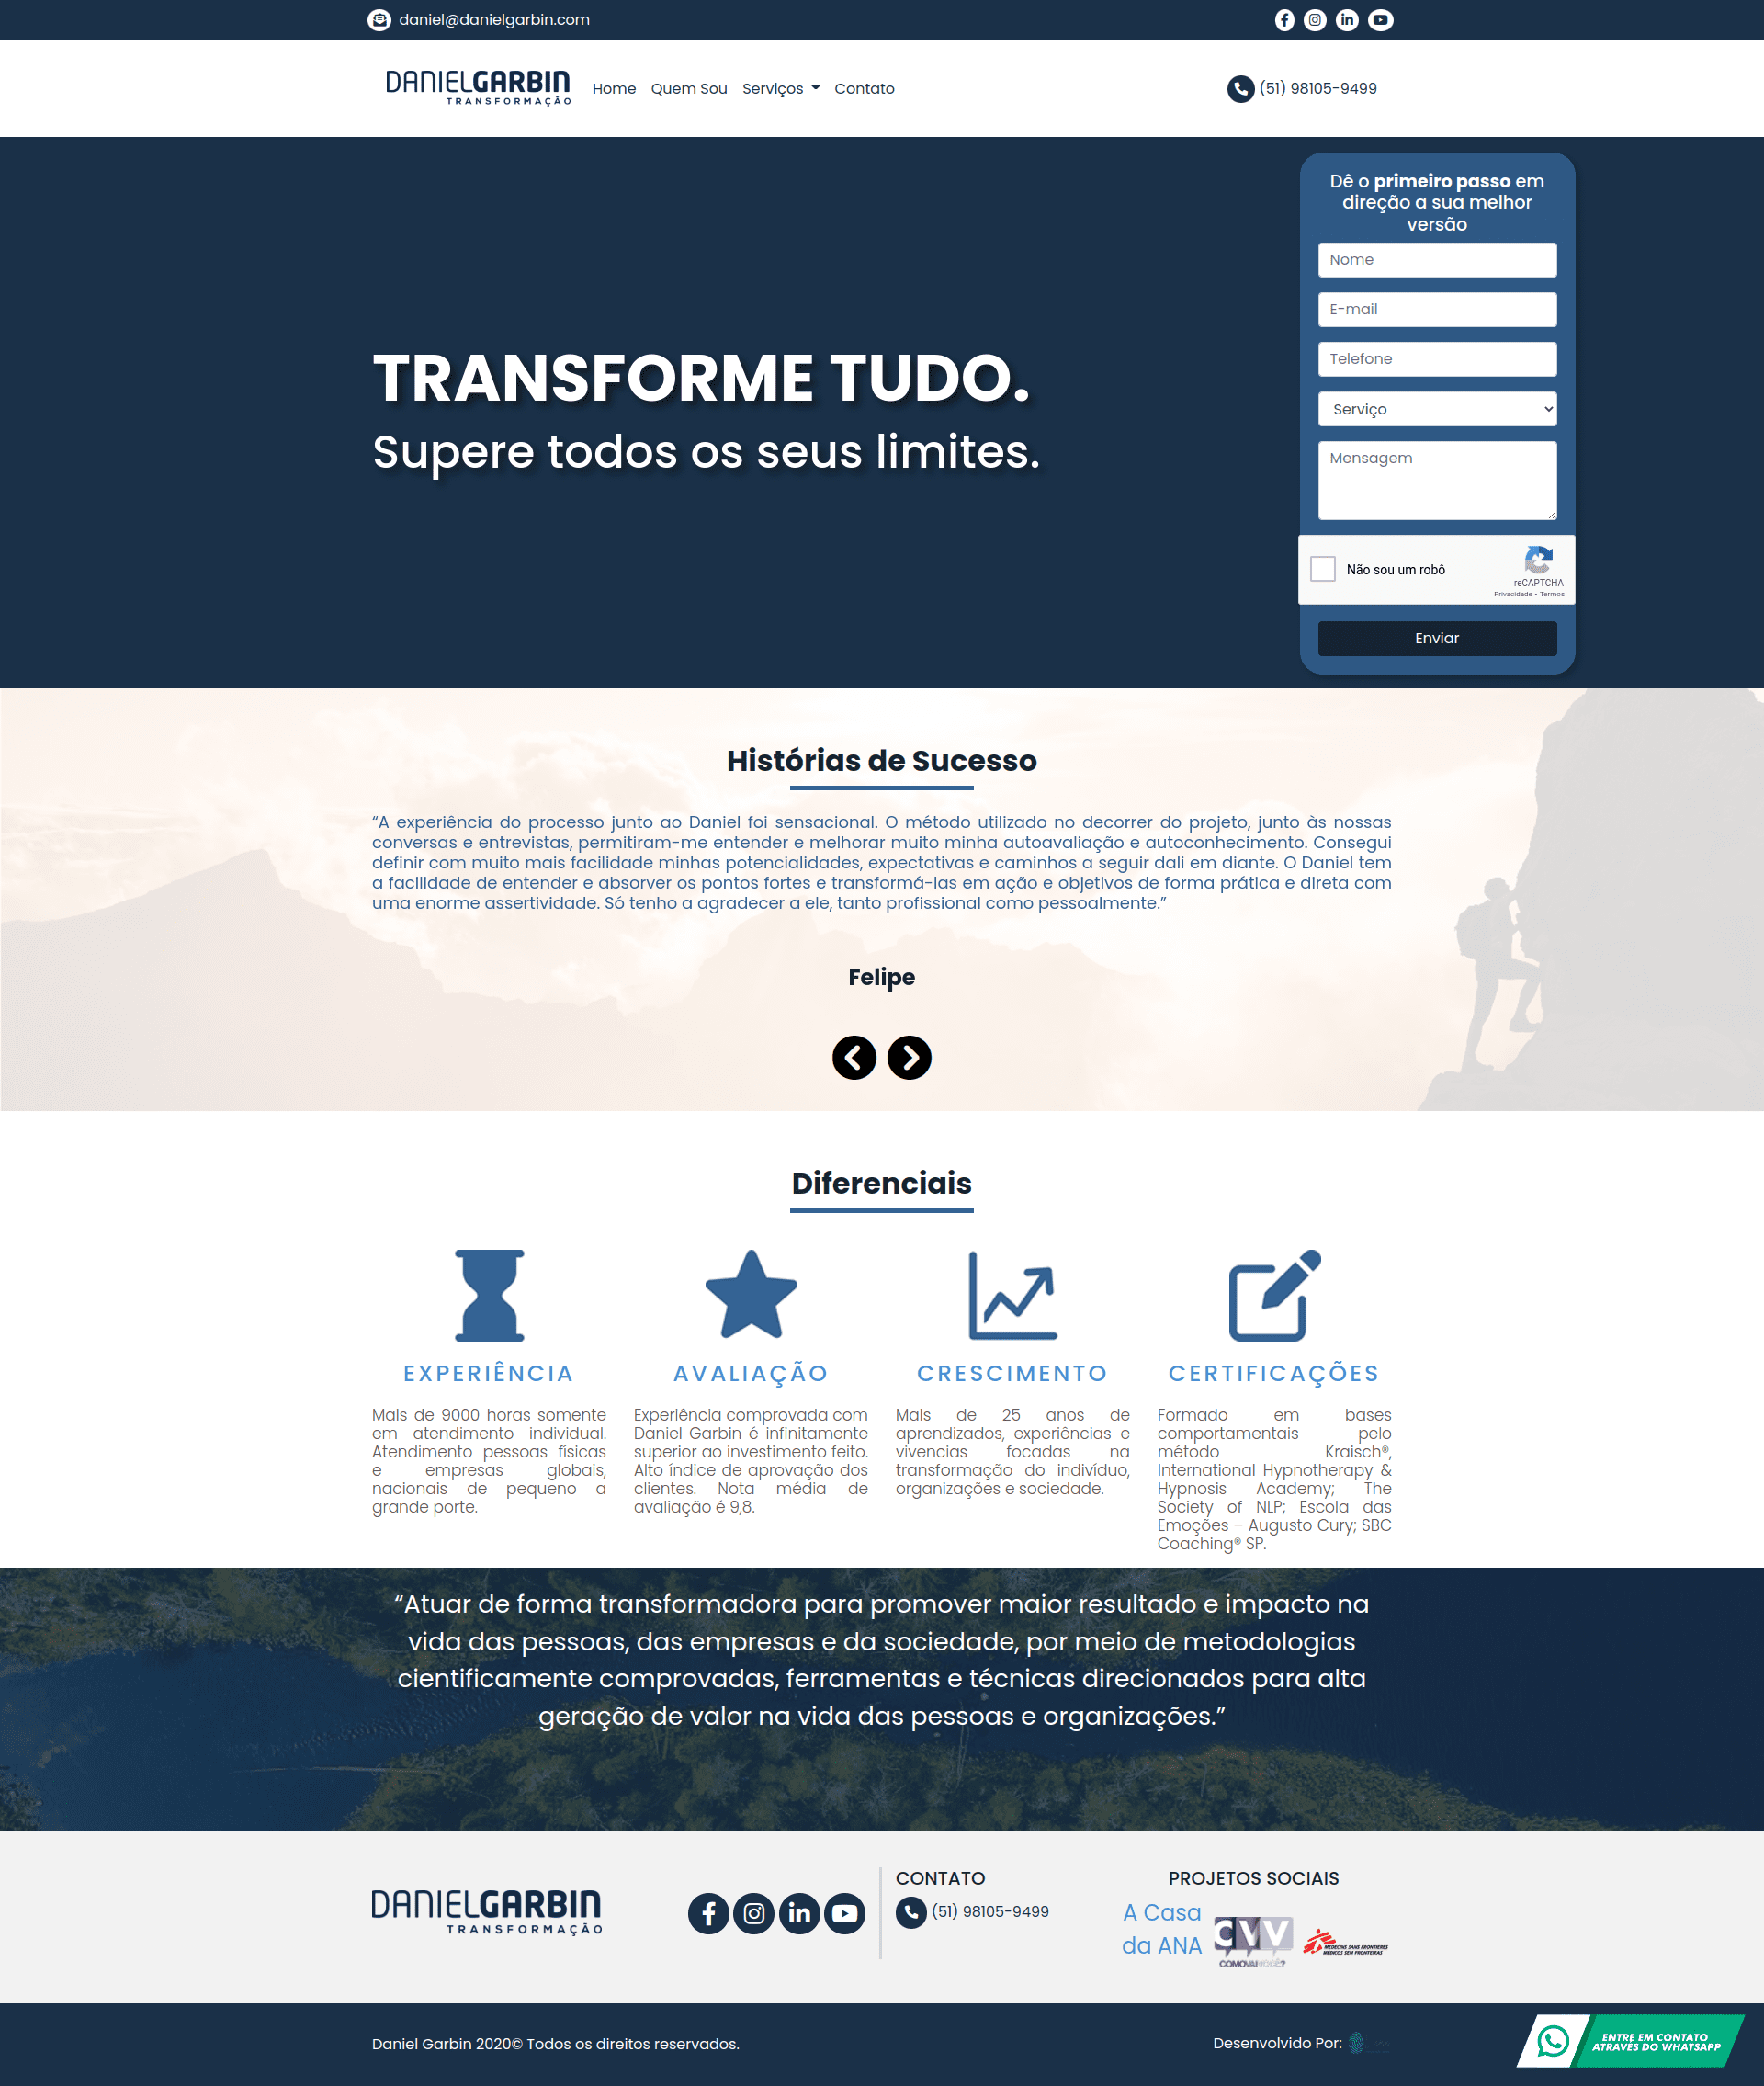 daniel@danielgarbin.com
DANIELGARBIN
TRANSFORMAÇÃO
Home
Quem Sou
Serviços
Contato
(51) 98105-9499
Dê o primeiro passo em
direção a sua melhor
versão
Nome
E-mail
Telefone
Serviço
Mensagem
Não sou um robô
reCAPTCHA
Privacidade - Termos
Enviar
TRANSFORME TUDO.
Supere todos os seus limites.
Histórias de Sucesso
“A experiência do processo junto ao Daniel foi sensacional. O método utilizado no decorrer do projeto, junto às nossas
conversas e entrevistas, permitiram-me entender e melhorar muito minha autoavaliação e autoconhecimento. Consegui
definir com muito mais facilidade minhas potencialidades, expectativas e caminhos a seguir dali em diante. O Daniel tem
a facilidade de entender e absorver os pontos fortes e transformá-las em ação e objetivos de forma prática e direta com
uma enorme assertividade. Só tenho a agradecer a ele, tanto profissional como pessoalmente.”
Felipe
Diferenciais
EXPERIÊNCIA
Mais de 9000 horas somente
em atendimento individual.
Atendimento pessoas físicas
e empresas globais,
nacionais de pequeno a
grande porte.
AVALIAÇÃO
Experiência comprovada com
Daniel Garbin é infinitamente
superior ao investimento feito.
Alto índice de aprovação dos
clientes. Nota média de
avaliação é 9,8.
CRESCIMENTO
Mais de 25 anos de
aprendizados, experiências e
vivencias focadas na
transformação do indivíduo,
organizações e sociedade.
CERTIFICAÇÕES
Formado em bases
comportamentais pelo
método Kraisch®,
International Hypnotherapy &
Hypnosis Academy; The
Society of NLP; Escola das
Emoções – Augusto Cury; SBC
Coaching® SP.
“Atuar de forma transformadora para promover maior resultado e impacto na
vida das pessoas, das empresas e da sociedade, por meio de metodologias
cientificamente comprovadas, ferramentas e técnicas direcionados para alta
geração de valor na vida das pessoas e organizações.”
DANIELGARBIN
TRANSFORMAÇÃO
CONTATO
(51) 98105-9499
PROJETOS SOCIAIS
A Casa
da ANA
CVV
COMO VAI VOCÊ?
MEDECINS SANS FRONTIERES
MÉDICOS SEM FRONTEIRAS
Daniel Garbin 2020© Todos os direitos reservados.
Desenvolvido Por:
ENTRE EM CONTATO
ATRAVÉS DO WHATSAPP